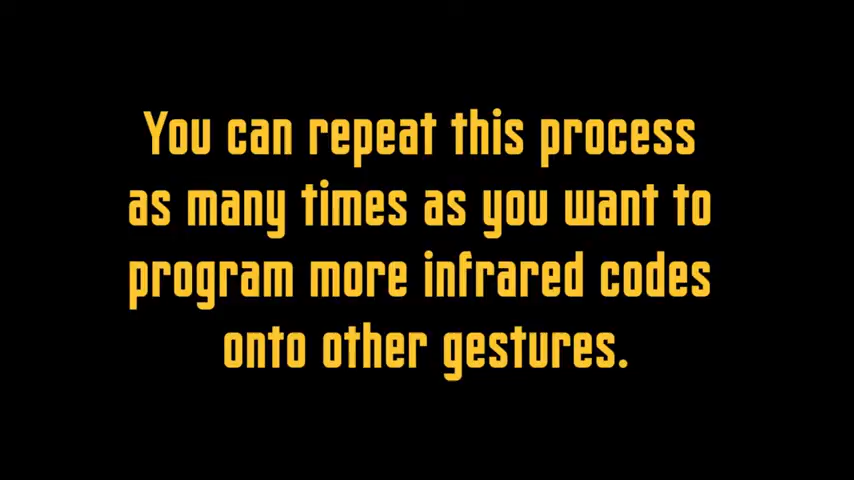 You can repeat this process
as many times as you want to
program more infrared codes
onto other gestures.